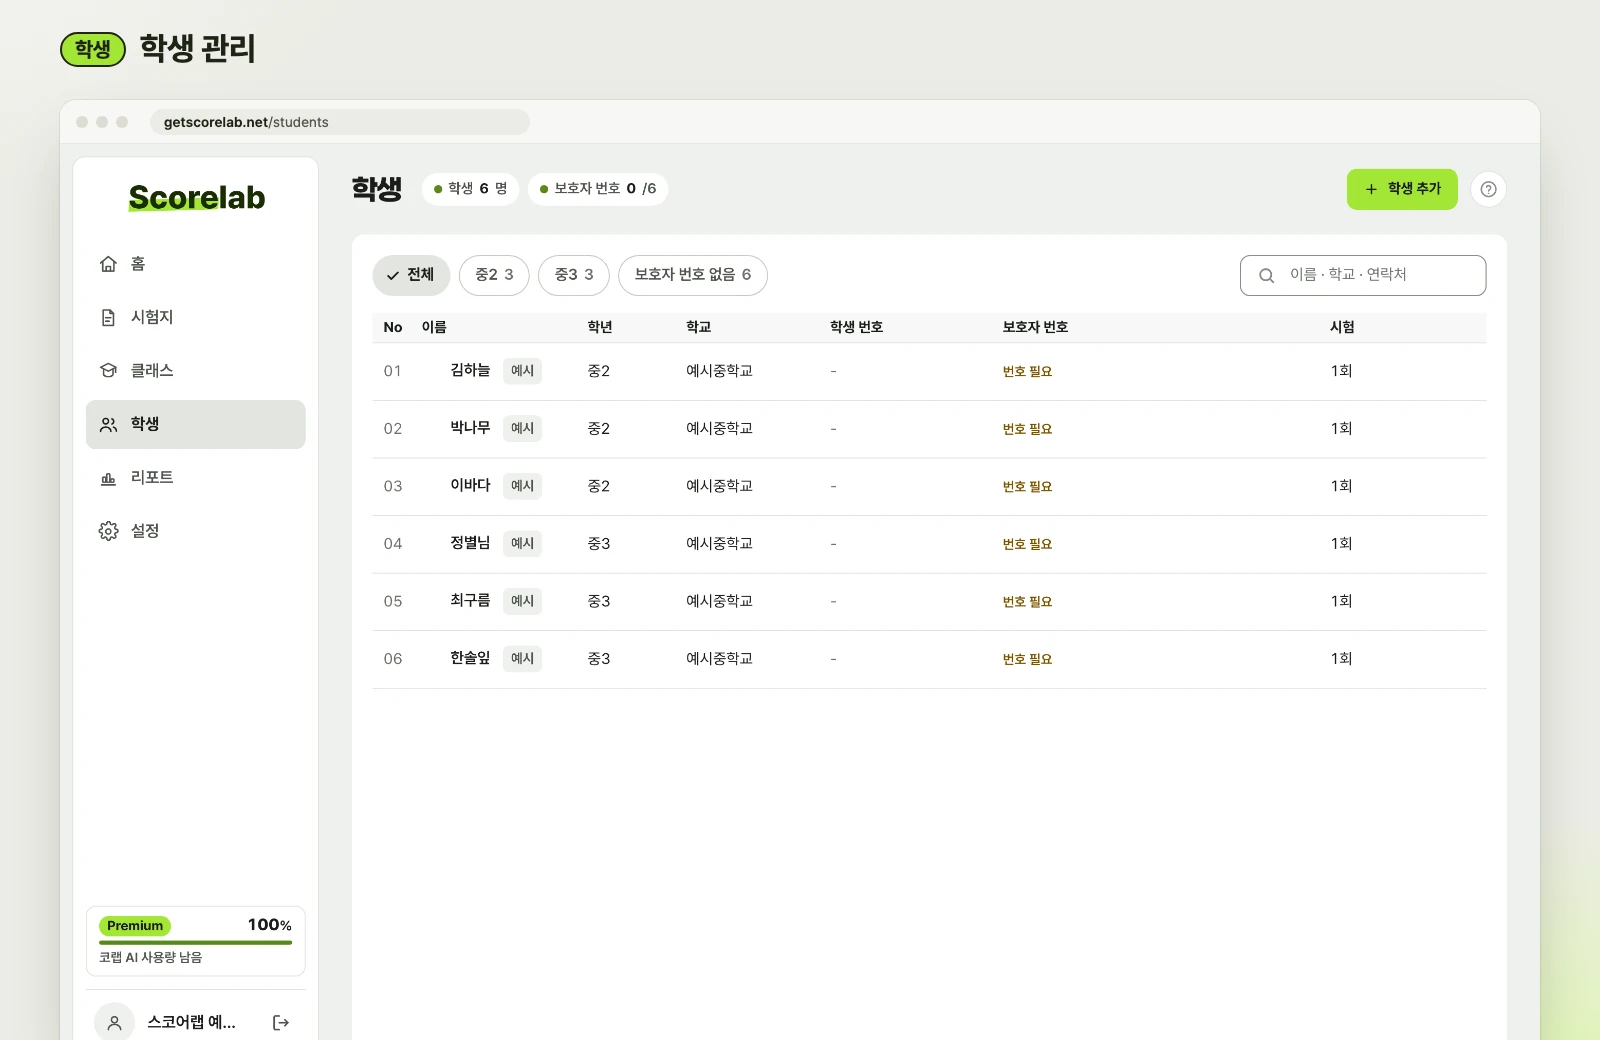 학생 학생 관리
getscorelab.net/students
Scorelab
홈
시험지
클래스
학생
리포트
설정
Premium 100%
코랩 AI 사용량 남음
스코어랩 예...
학생 학생 6 명 보호자 번호 0 /6 + 학생 추가 ?
전체 중2 3 중3 3 보호자 번호 없음 6 이름 · 학교 · 연락처
No 이름 학년 학교 학생 번호 보호자 번호 시험
01 김하늘 예시 중2 예시중학교 - 번호 필요 1회
02 박나무 예시 중2 예시중학교 - 번호 필요 1회
03 이바다 예시 중2 예시중학교 - 번호 필요 1회
04 정별님 예시 중3 예시중학교 - 번호 필요 1회
05 최구름 예시 중3 예시중학교 - 번호 필요 1회
06 한솔잎 예시 중3 예시중학교 - 번호 필요 1회